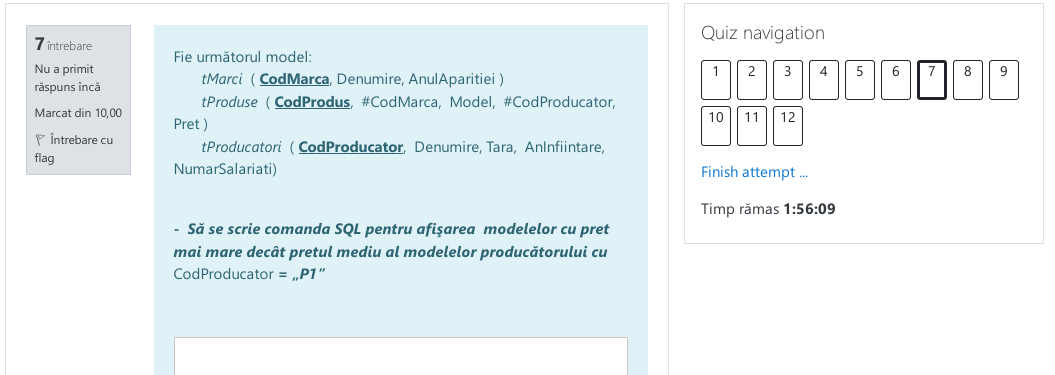 7 întrebare
Nu a primit
răspuns încă
Marcat din 10,00
Întrebare cu
flag
Fie următorul model:
tMarci ( CodMarca, Denumire, AnulAparitiei )
tProduse ( CodProdus, #CodMarca, Model, #CodProducator,
Pret )
tProducatori ( CodProducator, Denumire, Tara, AnInfiintare,
NumarSalariati)
- Să se scrie comanda SQL pentru afişarea modelelor cu pret
mai mare decât pretul mediu al modelelor producătorului cu
CodProducator = „P1”
Quiz navigation
1 2 3 4 5 6 7 8 9
10 11 12
Finish attempt ...
Timp rămas 1:56:09